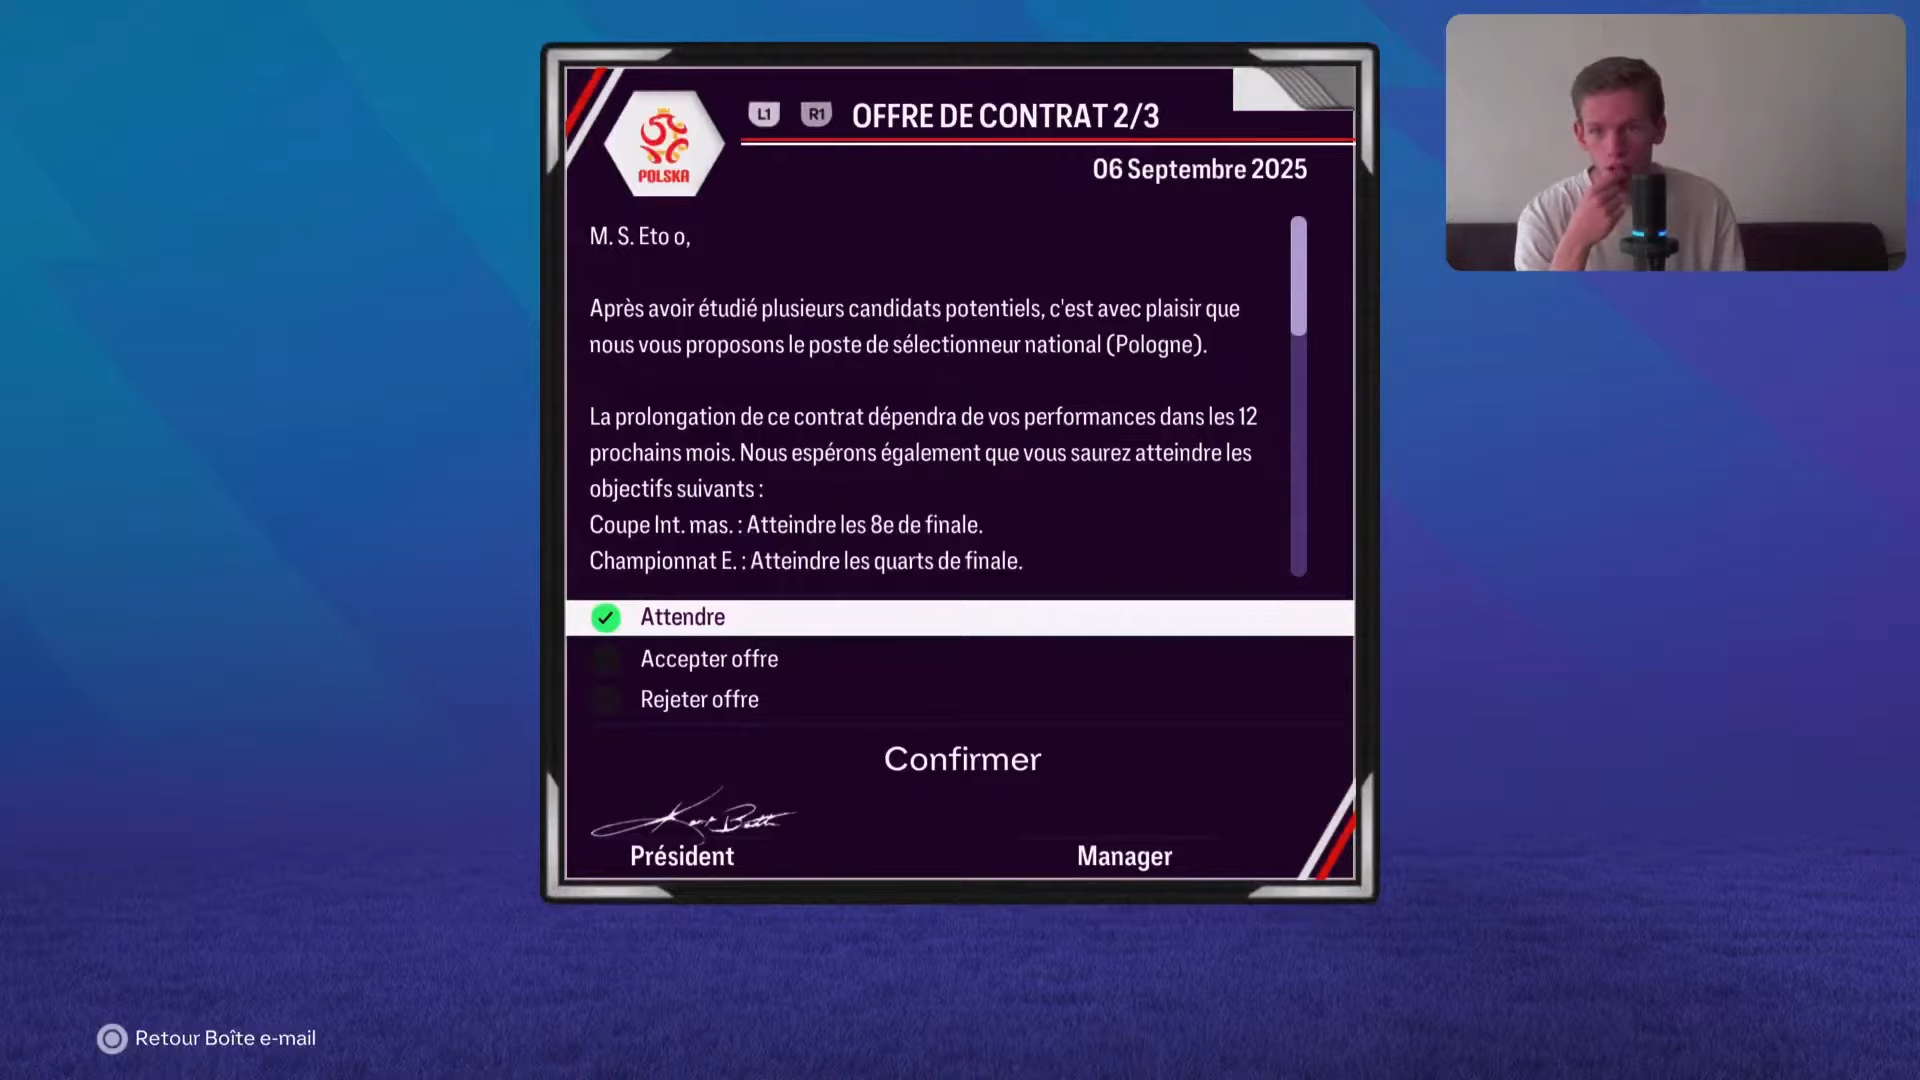 L1 R1 OFFRE DE CONTRAT 2/3
POLSKA
06 Septembre 2025
M. S. Eto o,
Après avoir étudié plusieurs candidats potentiels, c'est avec plaisir que
nous vous proposons le poste de sélectionneur national (Pologne).
La prolongation de ce contrat dépendra de vos performances dans les 12
prochains mois. Nous espérons également que vous saurez atteindre les
objectifs suivants :
Coupe Int. mas. : Atteindre les 8e de finale.
Championnat E. : Atteindre les quarts de finale.
Attendre
Accepter offre
Rejeter offre
Confirmer
Président
Manager
Retour Boîte e-mail